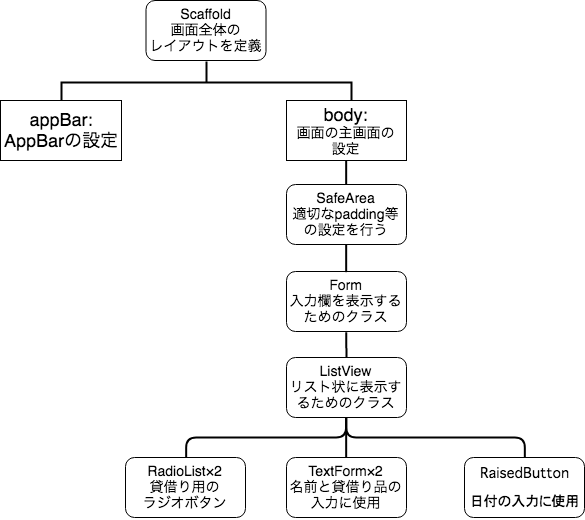 Scaffold
画面全体の
レイアウトを定義
appBar:
AppBarの設定
body:
画面の主画面の
設定
SafeArea
適切なpadding等
の設定を行う
Form
入力欄を表示する
ためのクラス
ListView
リスト状に表示す
るためのクラス
RadioList×2
貸借り用の
ラジオボタン
TextForm×2
名前と貸借り品の
入力に使用
RaisedButton
日付の入力に使用